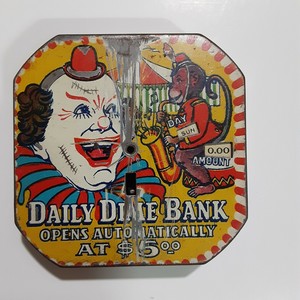 DAY
SUN
0.00
AMOUNT
DAILY DIME BANK
OPENS AUTOMATICALLY
AT $5.00